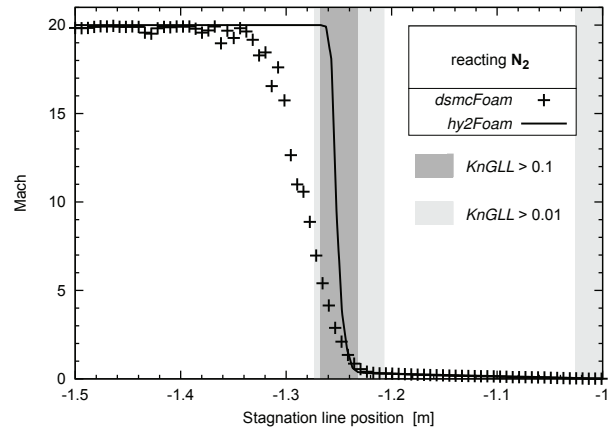 20
15
10
5
0
Mach
-1.5
-1.4
-1.3
-1.2
-1.1
-1
Stagnation line position [m]
reacting N₂
dsmcFoam
hy2Foam
KnGLL > 0.1
KnGLL > 0.01